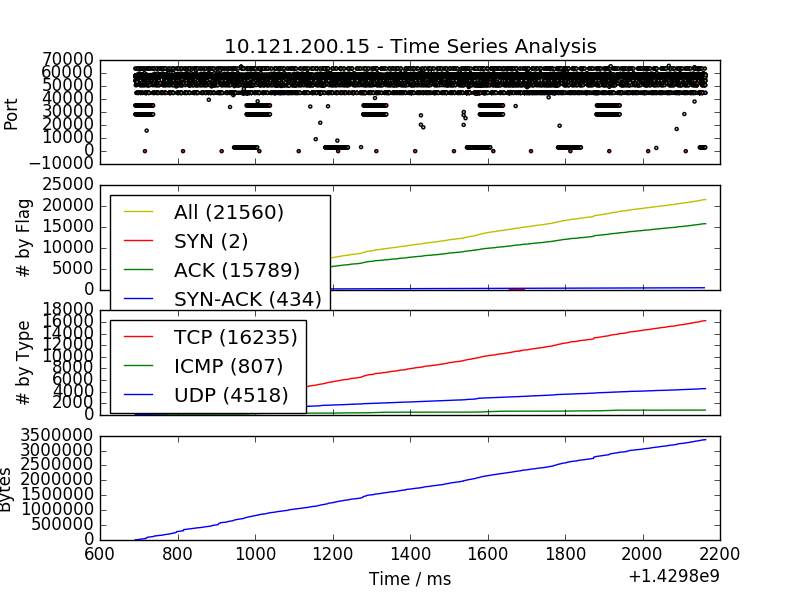 10.121.200.15 - Time Series Analysis
70000
60000
50000
40000
30000
20000
10000
0
−10000
Port
25000
20000
15000
10000
5000
0
# by Flag
All (21560)
SYN (2)
ACK (15789)
SYN-ACK (434)
18000
16000
14000
12000
10000
8000
6000
4000
2000
0
# by Type
TCP (16235)
ICMP (807)
UDP (4518)
3500000
3000000
2500000
2000000
1500000
1000000
500000
0
Bytes
600 800 1000 1200 1400 1600 1800 2000 2200
Time / ms
+1.4298e9